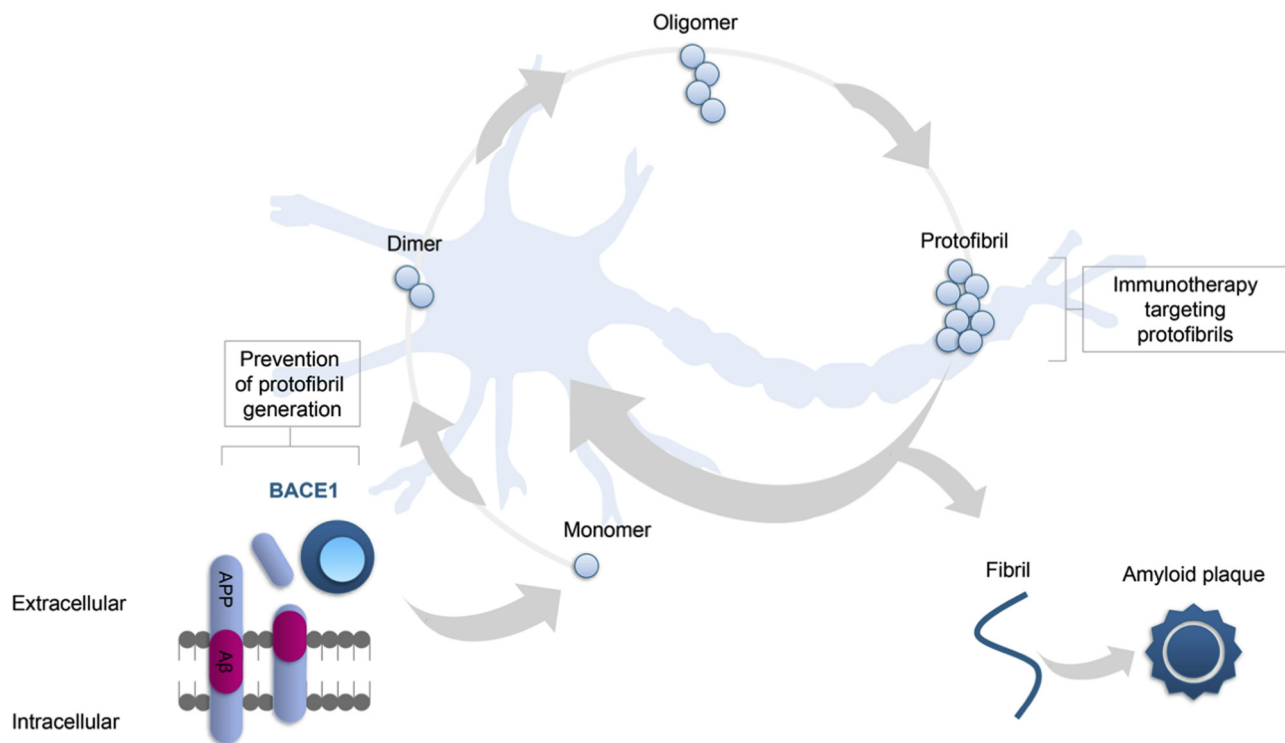 Oligomer
Dimer
Protofibril
Immunotherapy
targeting
protofibrils
Prevention
of protofibril
generation
BACE1
Monomer
APP
Aβ
Extracellular
Intracellular
Fibril
Amyloid plaque